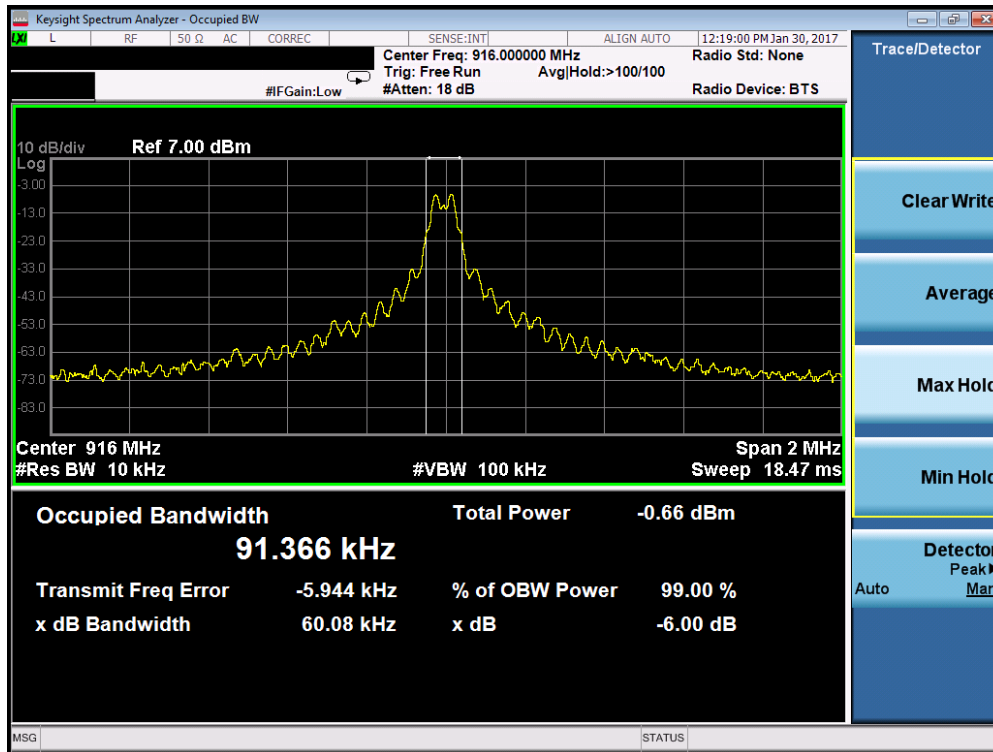 Keysight Spectrum Analyzer - Occupied BW
LXI L RF 50 Ω AC CORREC SENSE:INT ALIGN AUTO 12:19:00 PM Jan 30, 2017
Center Freq: 916.000000 MHz Radio Std: None
Trig: Free Run Avg|Hold:>100/100
#IFGain:Low #Atten: 18 dB Radio Device: BTS
10 dB/div Ref 7.00 dBm
Log
-3.00
-13.0
-23.0
-33.0
-43.0
-53.0
-63.0
-73.0
-83.0
Center 916 MHz Span 2 MHz
#Res BW 10 kHz #VBW 100 kHz Sweep 18.47 ms
Occupied Bandwidth Total Power -0.66 dBm
91.366 kHz
Transmit Freq Error -5.944 kHz % of OBW Power 99.00 %
x dB Bandwidth 60.08 kHz x dB -6.00 dB
MSG STATUS
Trace/Detector
Clear Write
Average
Max Hold
Min Hold
Detector
Peak
Auto Man